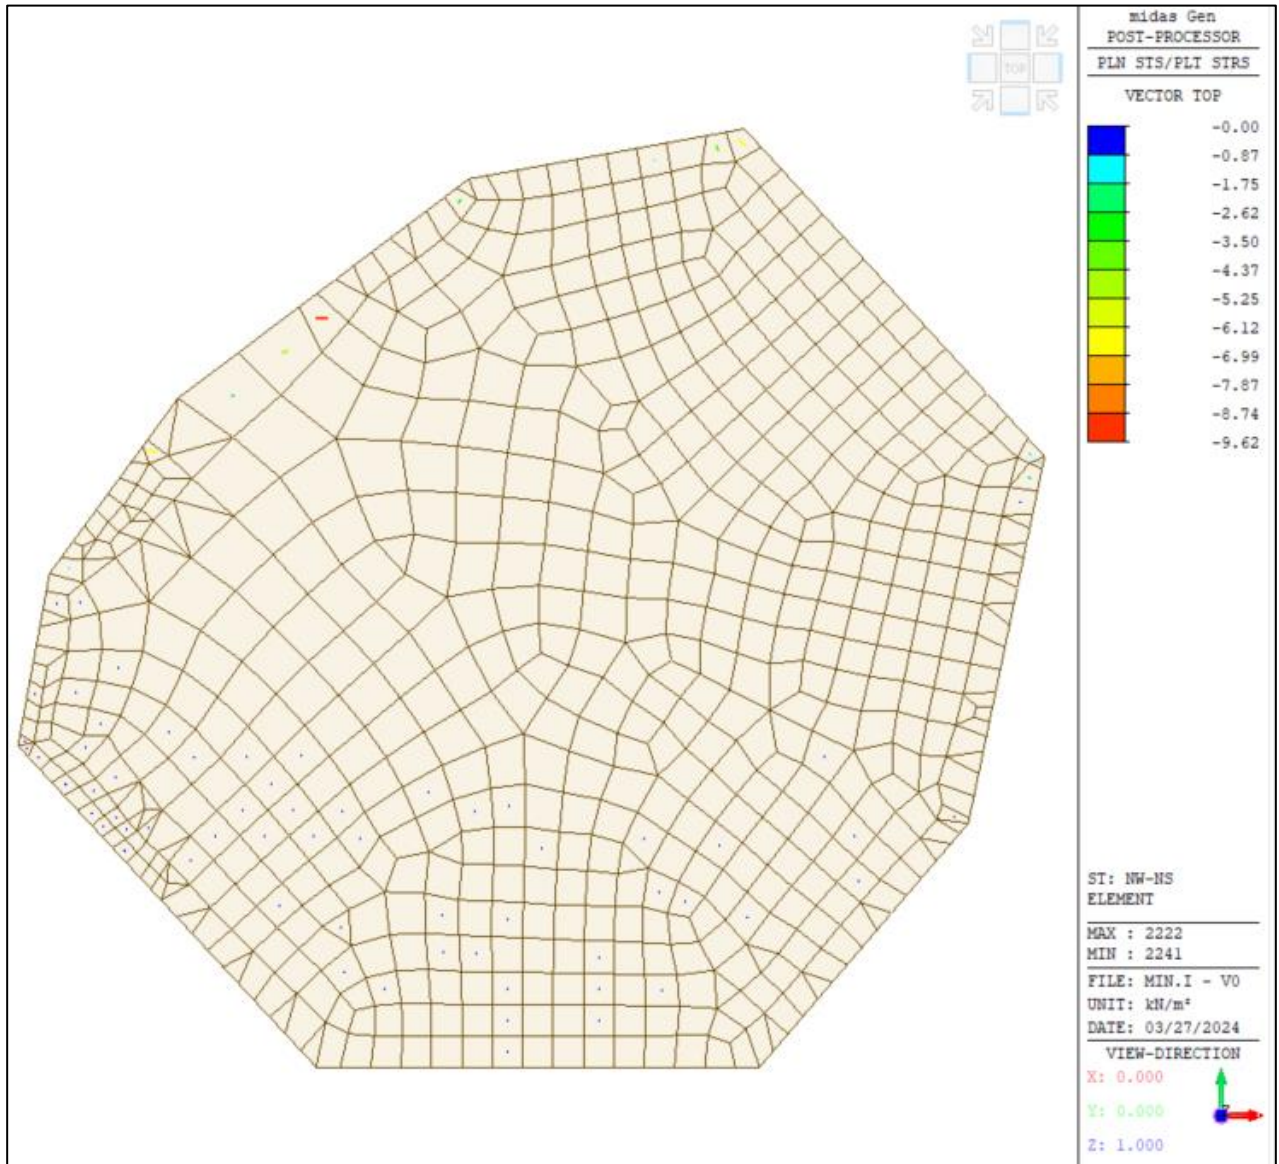 TOP
midas Gen
POST-PROCESSOR
PLN STS/PLT STRS
VECTOR TOP
-0.00
-0.87
-1.75
-2.62
-3.50
-4.37
-5.25
-6.12
-6.99
-7.87
-8.74
-9.62
ST: NW-NS
ELEMENT
MAX : 2222
MIN : 2241
FILE: MIN.I - V0
UNIT: kN/m²
DATE: 03/27/2024
VIEW-DIRECTION
X: 0.000
Y: 0.000
Z: 1.000
Z